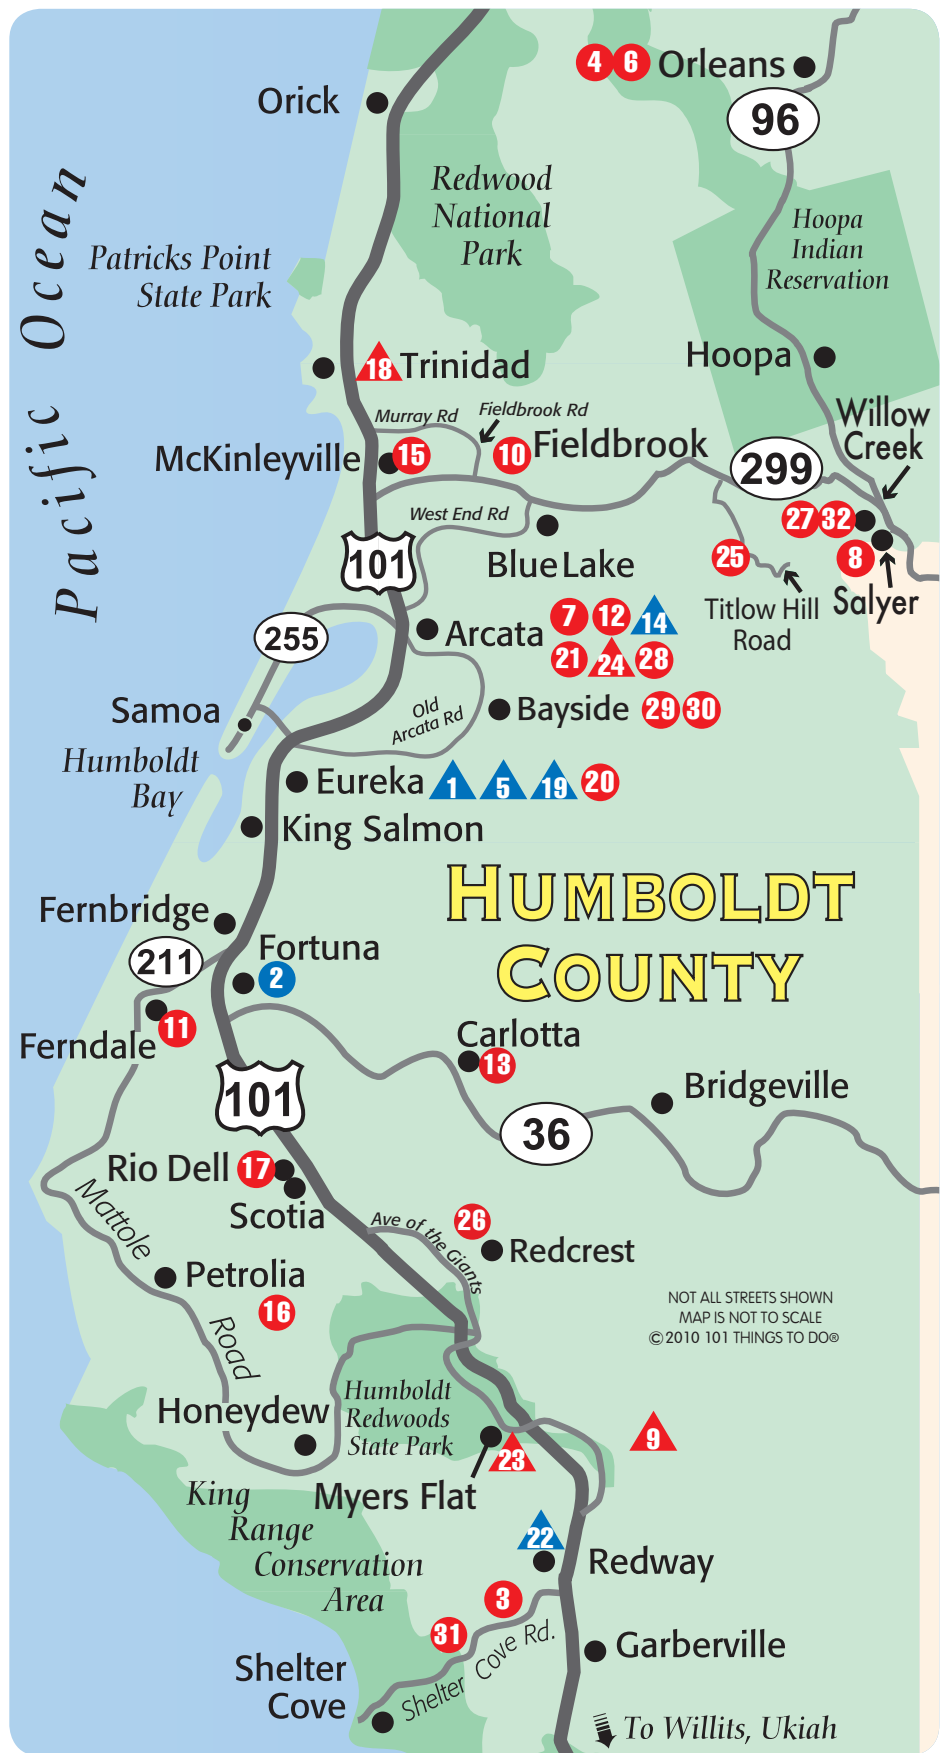 4 6 Orleans
Orick
96
Pacific Ocean
Redwood
National
Park
Hoopa
Indian
Reservation
Patricks Point
State Park
Hoopa
18 Trinidad
Murray Rd
Fieldbrook Rd
Willow
Creek
McKinleyville 15
10 Fieldbrook
299
West End Rd
27 32
101
Blue Lake
25
8
Titlow Hill
Road
Salyer
255
Arcata 7 12 14
21 24 28
Samoa
Old
Arcata Rd
Bayside 29 30
Humboldt
Bay
Eureka 1 5 19 20
King Salmon
HUMBOLDT
COUNTY
Fernbridge
211
Fortuna
2
11
Ferndale
Carlotta
13
101
Bridgeville
36
Rio Dell 17
Scotia
Mattole
Road
Ave of the Giants
26
Redcrest
Petrolia
16
NOT ALL STREETS SHOWN
MAP IS NOT TO SCALE
©2010 101 THINGS TO DO®
Honeydew
Humboldt
Redwoods
State Park
23
9
Myers Flat
King
Range
Conservation
Area
22
Redway
3
31
Shelter Cove Rd.
Garberville
Shelter
Cove
To Willits, Ukiah